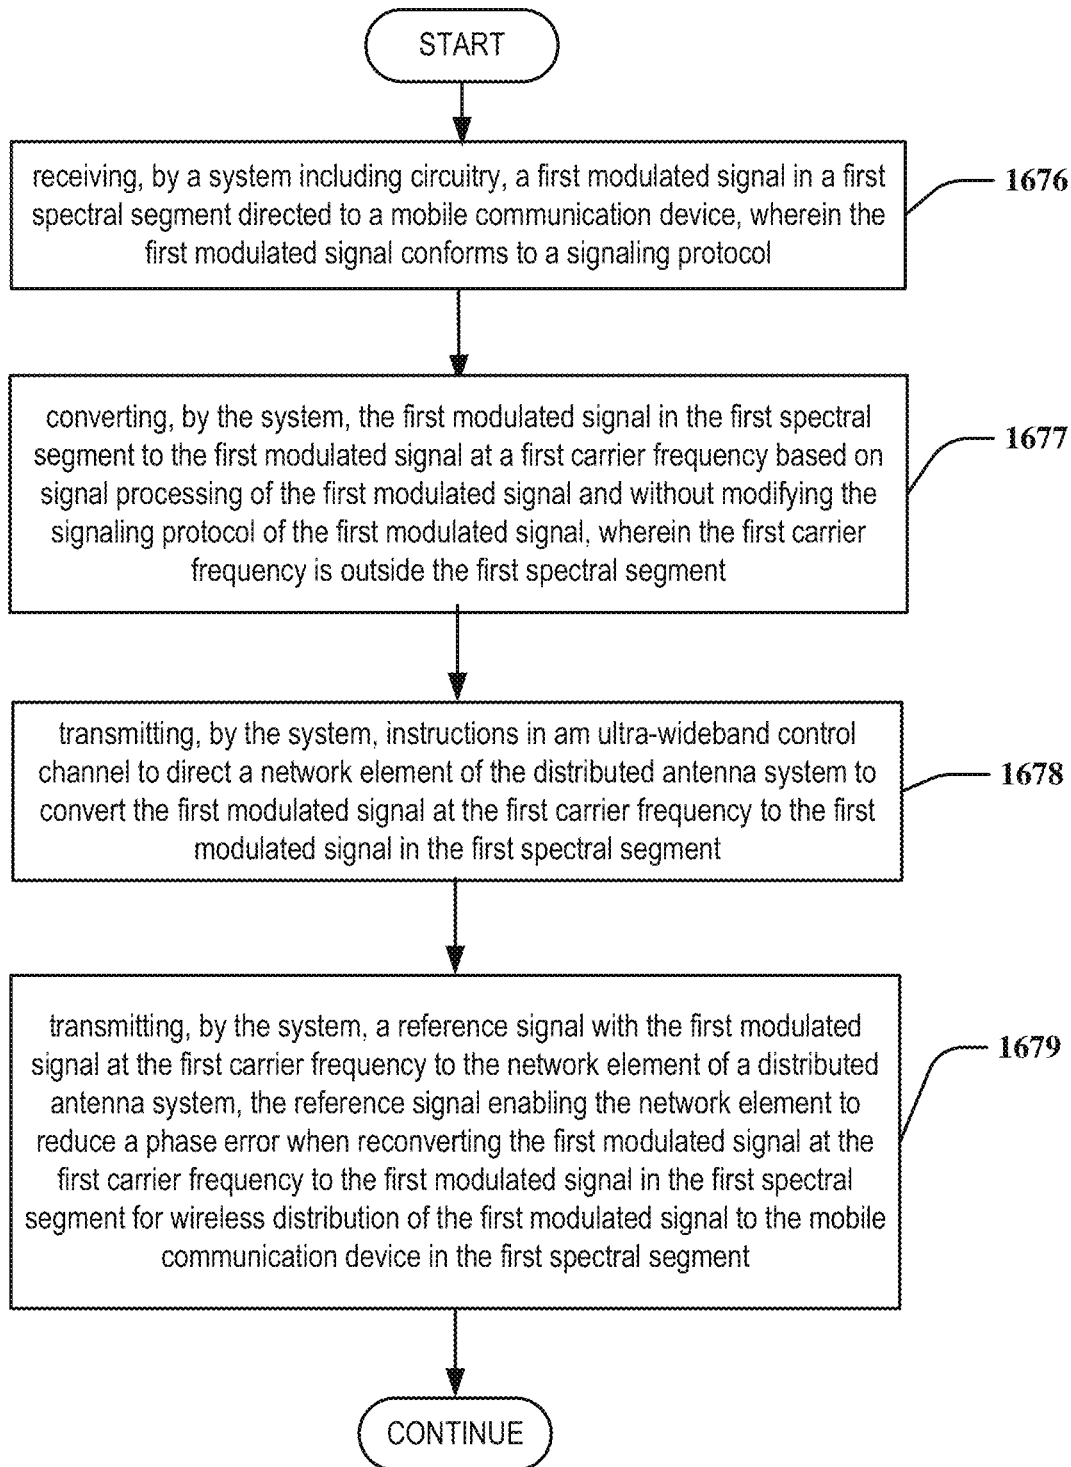 START
receiving, by a system including circuitry, a first modulated signal in a first
spectral segment directed to a mobile communication device, wherein the
first modulated signal conforms to a signaling protocol
1676
converting, by the system, the first modulated signal in the first spectral
segment to the first modulated signal at a first carrier frequency based on
signal processing of the first modulated signal and without modifying the
signaling protocol of the first modulated signal, wherein the first carrier
frequency is outside the first spectral segment
1677
transmitting, by the system, instructions in am ultra-wideband control
channel to direct a network element of the distributed antenna system to
convert the first modulated signal at the first carrier frequency to the first
modulated signal in the first spectral segment
1678
transmitting, by the system, a reference signal with the first modulated
signal at the first carrier frequency to the network element of a distributed
antenna system, the reference signal enabling the network element to
reduce a phase error when reconverting the first modulated signal at the
first carrier frequency to the first modulated signal in the first spectral
segment for wireless distribution of the first modulated signal to the mobile
communication device in the first spectral segment
1679
CONTINUE